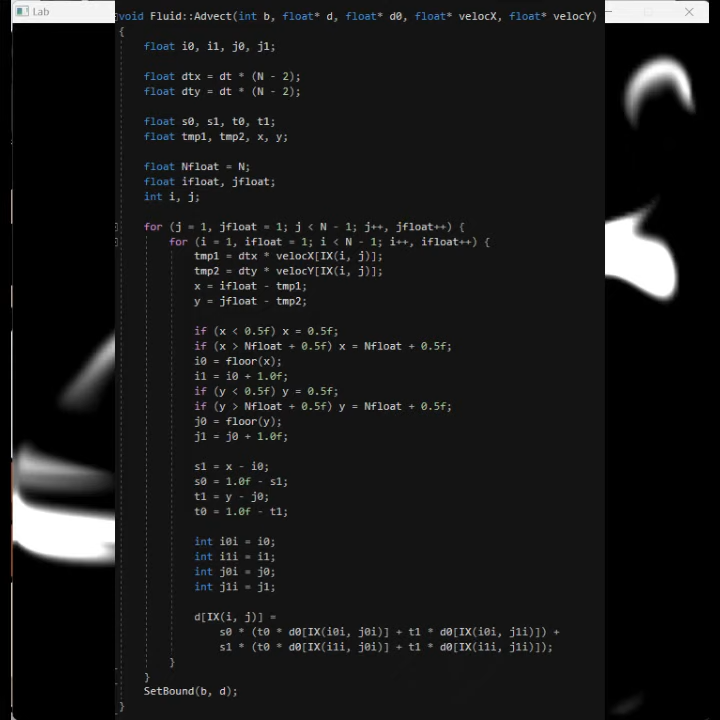 Lab
void Fluid::Advect(int b, float* d, float* d0, float* velocX, float* velocY)
{
float i0, i1, j0, j1;
float dtx = dt * (N - 2);
float dty = dt * (N - 2);
float s0, s1, t0, t1;
float tmp1, tmp2, x, y;
float Nfloat = N;
float ifloat, jfloat;
int i, j;
for (j = 1, jfloat = 1; j < N - 1; j++, jfloat++) {
for (i = 1, ifloat = 1; i < N - 1; i++, ifloat++) {
tmp1 = dtx * velocX[IX(i, j)];
tmp2 = dty * velocY[IX(i, j)];
x = ifloat - tmp1;
y = jfloat - tmp2;
if (x < 0.5f) x = 0.5f;
if (x > Nfloat + 0.5f) x = Nfloat + 0.5f;
i0 = floor(x);
i1 = i0 + 1.0f;
if (y < 0.5f) y = 0.5f;
if (y > Nfloat + 0.5f) y = Nfloat + 0.5f;
j0 = floor(y);
j1 = j0 + 1.0f;
s1 = x - i0;
s0 = 1.0f - s1;
t1 = y - j0;
t0 = 1.0f - t1;
int i0i = i0;
int i1i = i1;
int j0i = j0;
int j1i = j1;
d[IX(i, j)] =
s0 * (t0 * d0[IX(i0i, j0i)] + t1 * d0[IX(i0i, j1i)]) +
s1 * (t0 * d0[IX(i1i, j0i)] + t1 * d0[IX(i1i, j1i)]);
}
}
SetBound(b, d);
}